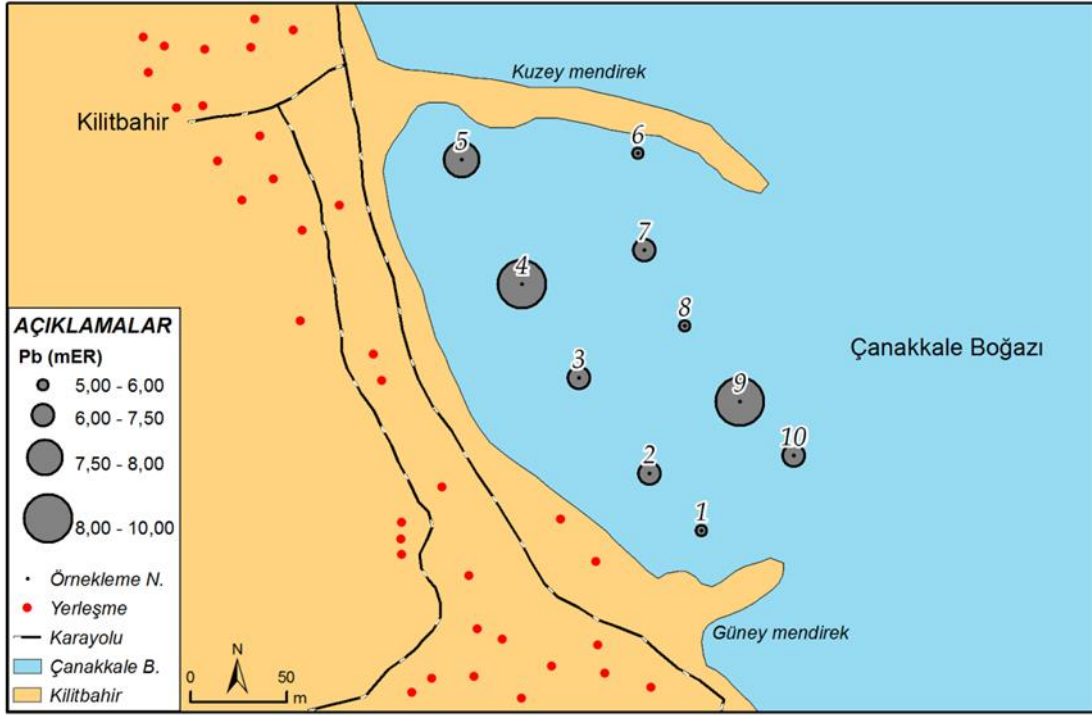 Kuzey mendirek
Kilitbahir
5
6
7
4
8
Çanakkale Boğazı
3
9
10
2
1
Güney mendirek
AÇIKLAMALAR
Pb (mER)
5,00 - 6,00
6,00 - 7,50
7,50 - 8,00
8,00 - 10,00
Örnekleme N.
Yerleşme
Karayolu
Çanakkale B.
Kilitbahir
N
0 50
m